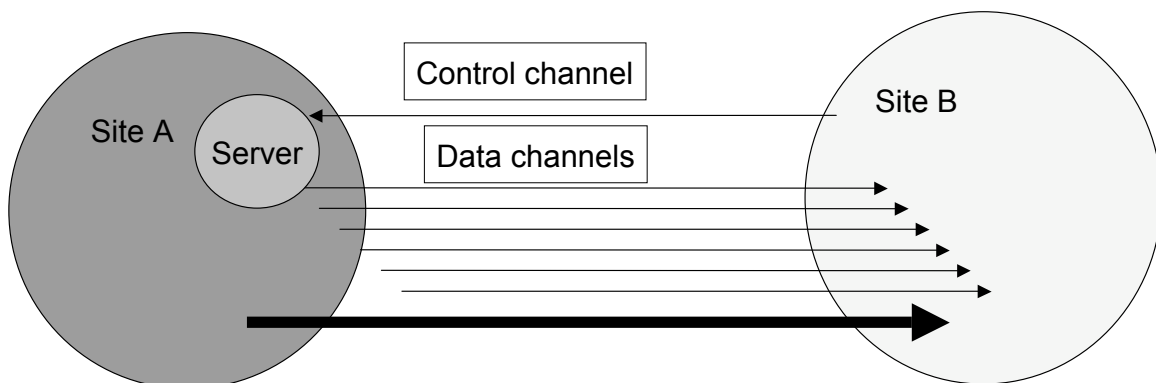 Control channel
Site A
Server
Data channels
Site B